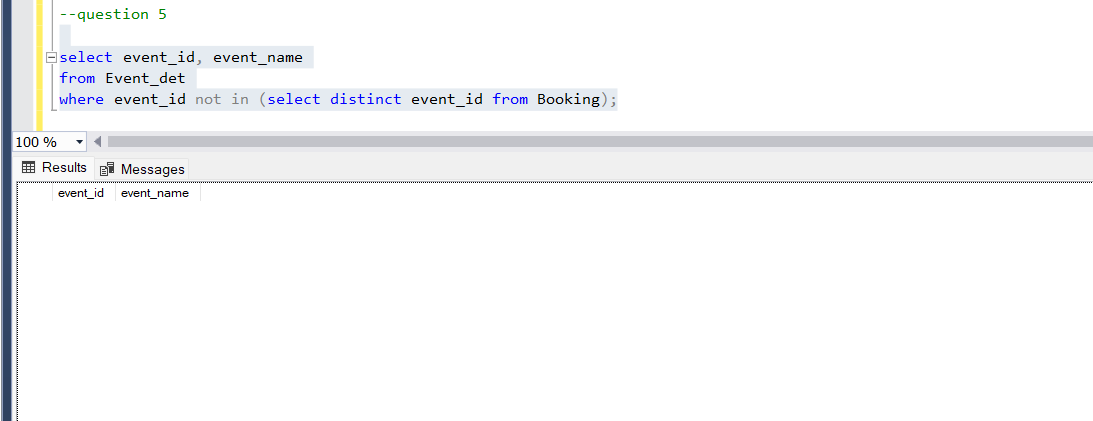 --question 5
select event_id, event_name
from Event_det
where event_id not in (select distinct event_id from Booking);
100 %
Results Messages
event_id event_name